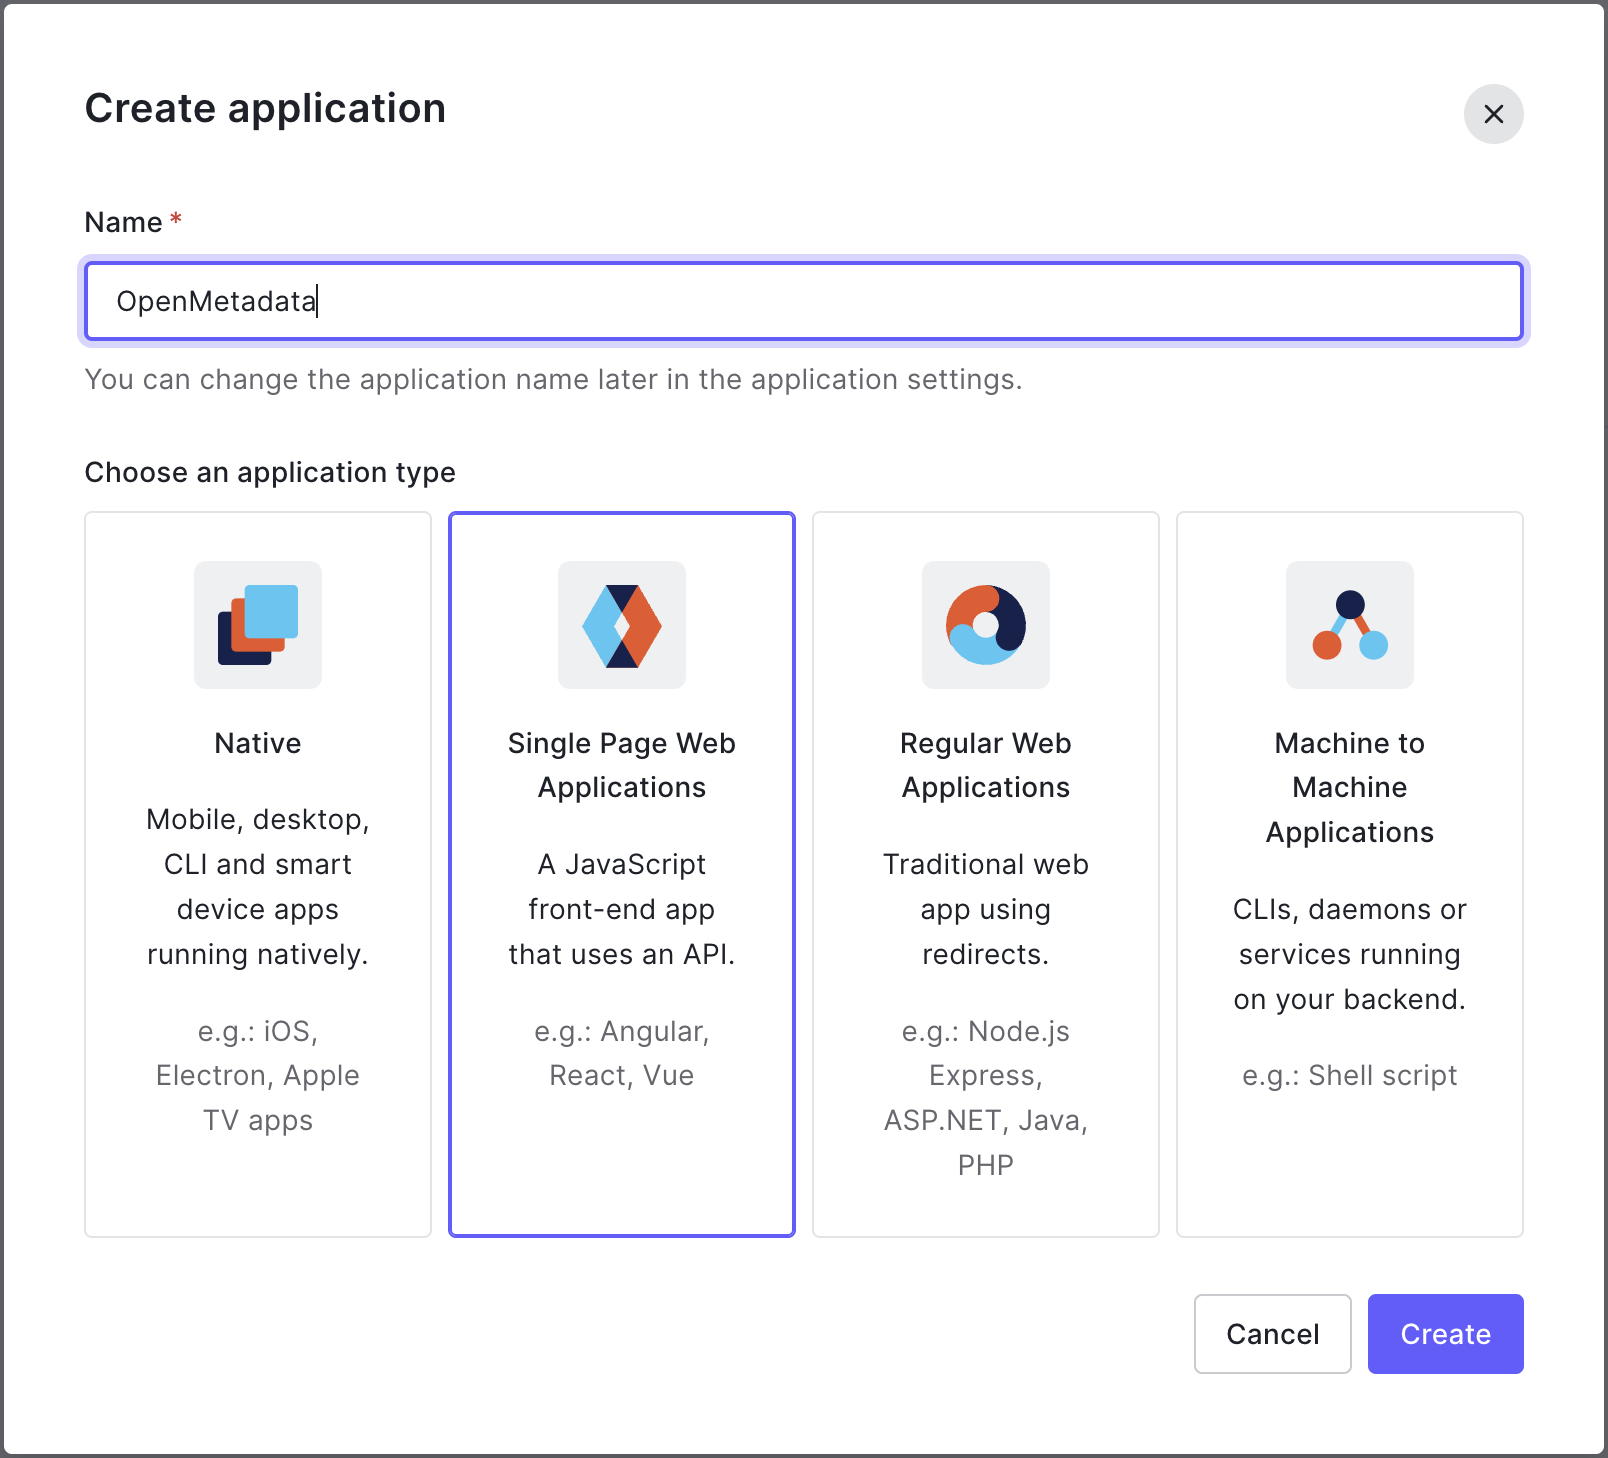 Create application
Name *
OpenMetadata
You can change the application name later in the application settings.
Choose an application type
Native
Mobile, desktop,
CLI and smart
device apps
running natively.
e.g.: iOS,
Electron, Apple
TV apps
Single Page Web
Applications
A JavaScript
front-end app
that uses an API.
e.g.: Angular,
React, Vue
Regular Web
Applications
Traditional web
app using
redirects.
e.g.: Node.js
Express,
ASP.NET, Java,
PHP
Machine to
Machine
Applications
CLIs, daemons or
services running
on your backend.
e.g.: Shell script
Cancel
Create